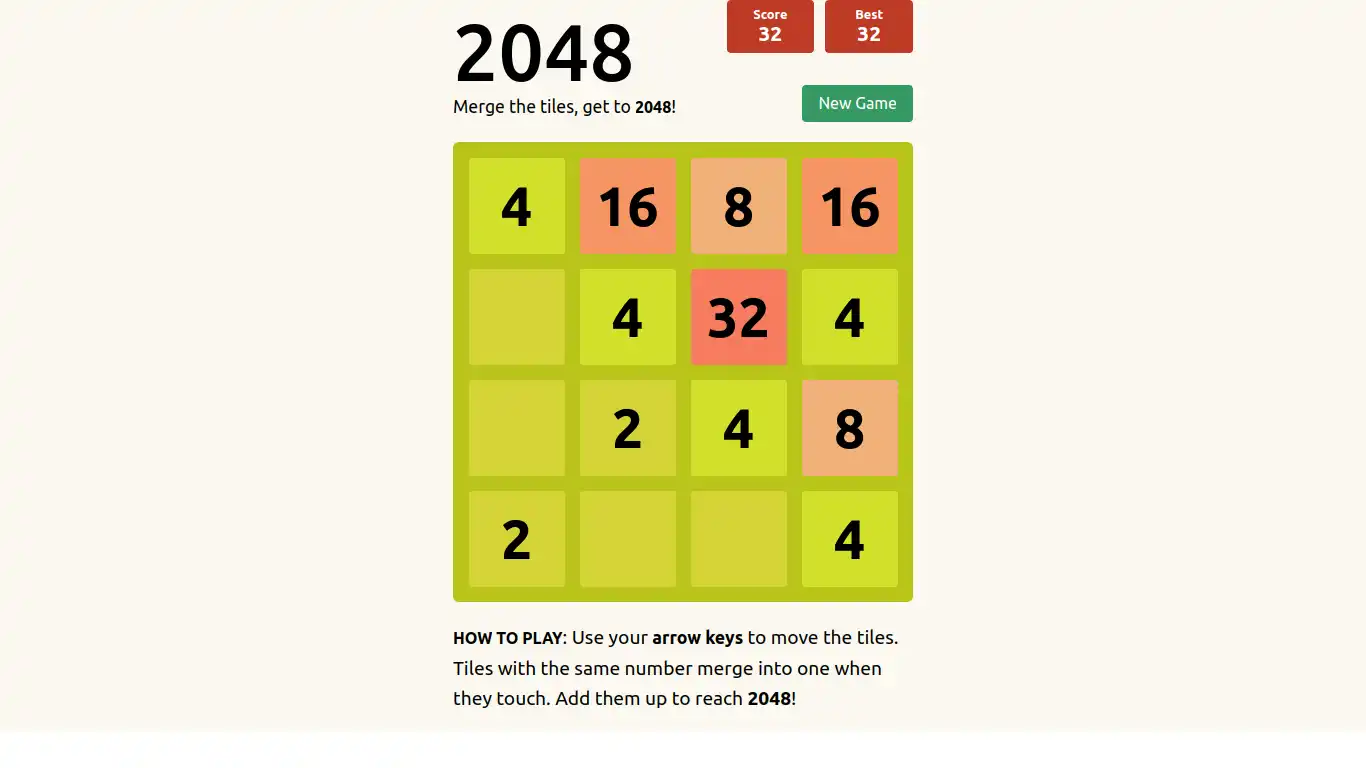 2048
Score
32
Best
32
Merge the tiles, get to 2048!
New Game
4 16 8 16
4 32 4
2 4 8
2 4
HOW TO PLAY: Use your arrow keys to move the tiles.
Tiles with the same number merge into one when
they touch. Add them up to reach 2048!